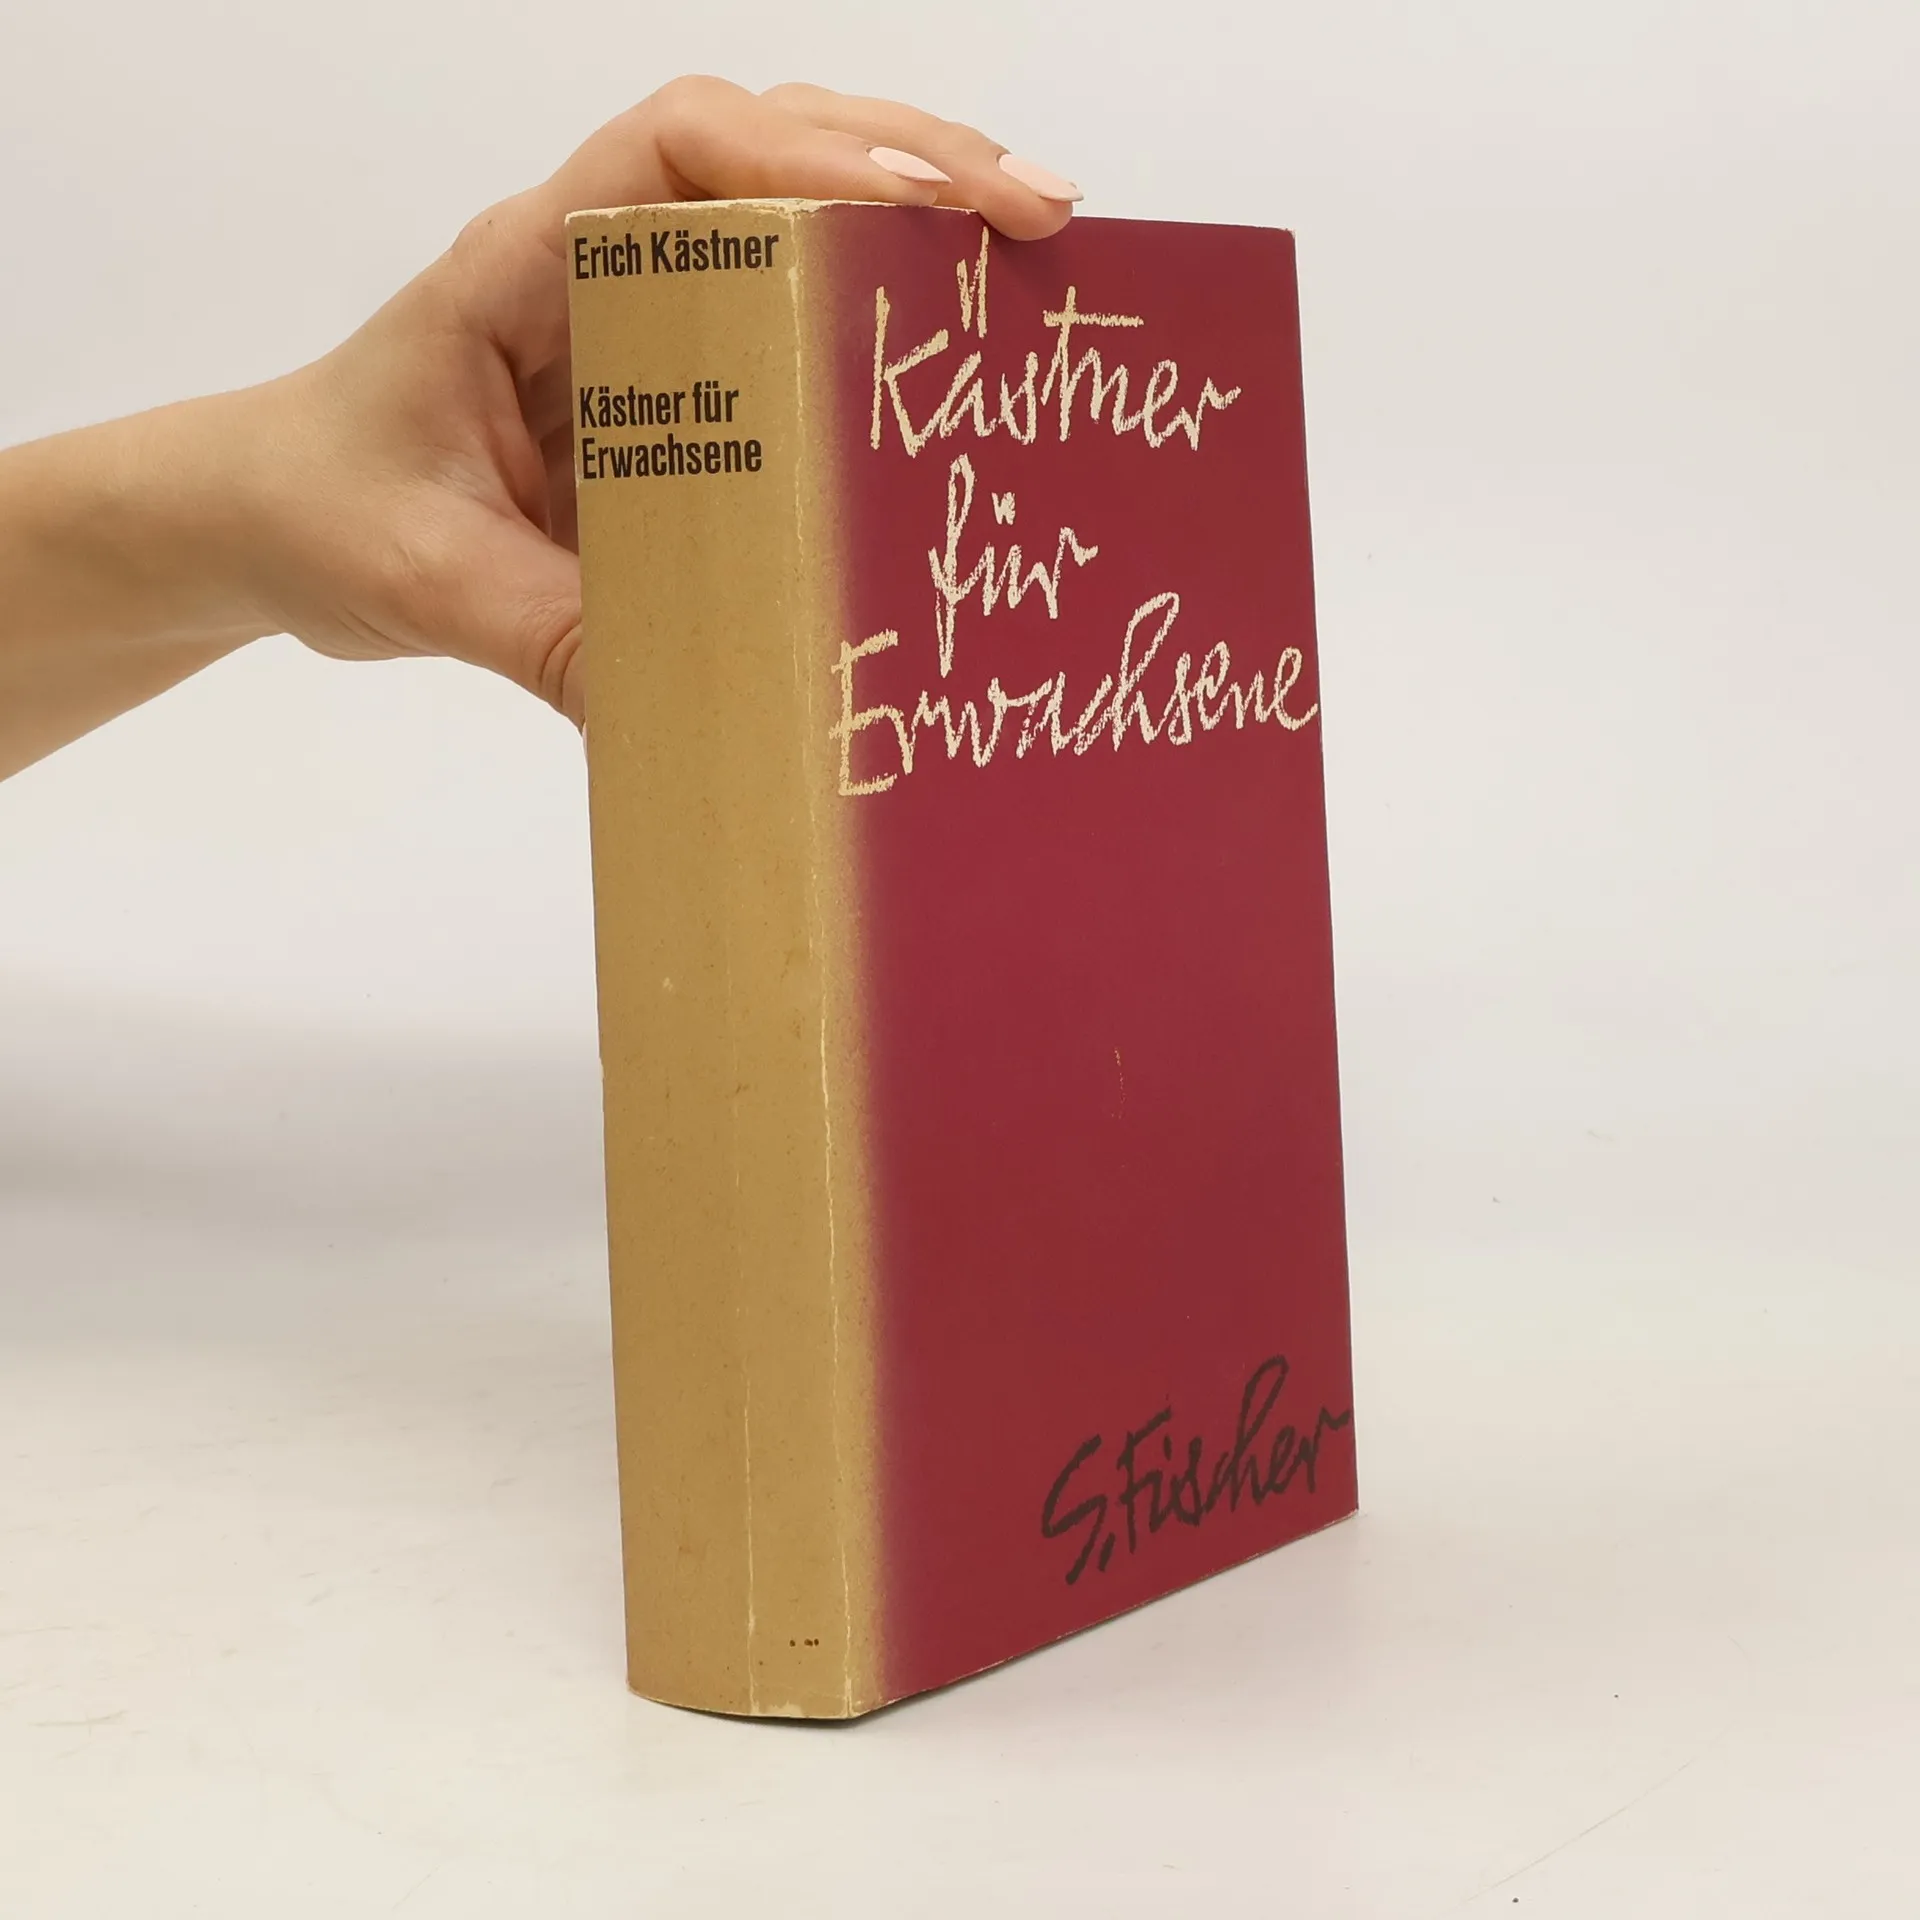 Erich Kästner
Kästner für
Erwachsene
Kästner
für
Erwachsene
S. Fischer